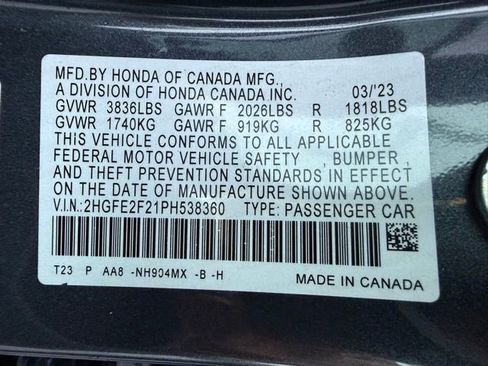 MFD.BY HONDA OF CANADA MFG.,
A DIVISION OF HONDA CANADA INC. 03/'23
GVWR 3836LBS GAWR F 2026LBS R 1818LBS
GVWR 1740KG GAWR F 919KG R 825KG
THIS VEHICLE CONFORMS TO ALL APPLICABLE
FEDERAL MOTOR VEHICLE SAFETY , BUMPER ,
AND THEFT PREVENTION STANDARDS IN EFFECT
ON THE DATE OF MANUFACTURE SHOWN ABOVE.
V.I.N.:2HGFE2F21PH538360 TYPE: PASSENGER CAR
T23 P AA8 -NH904MX -B -H
MADE IN CANADA